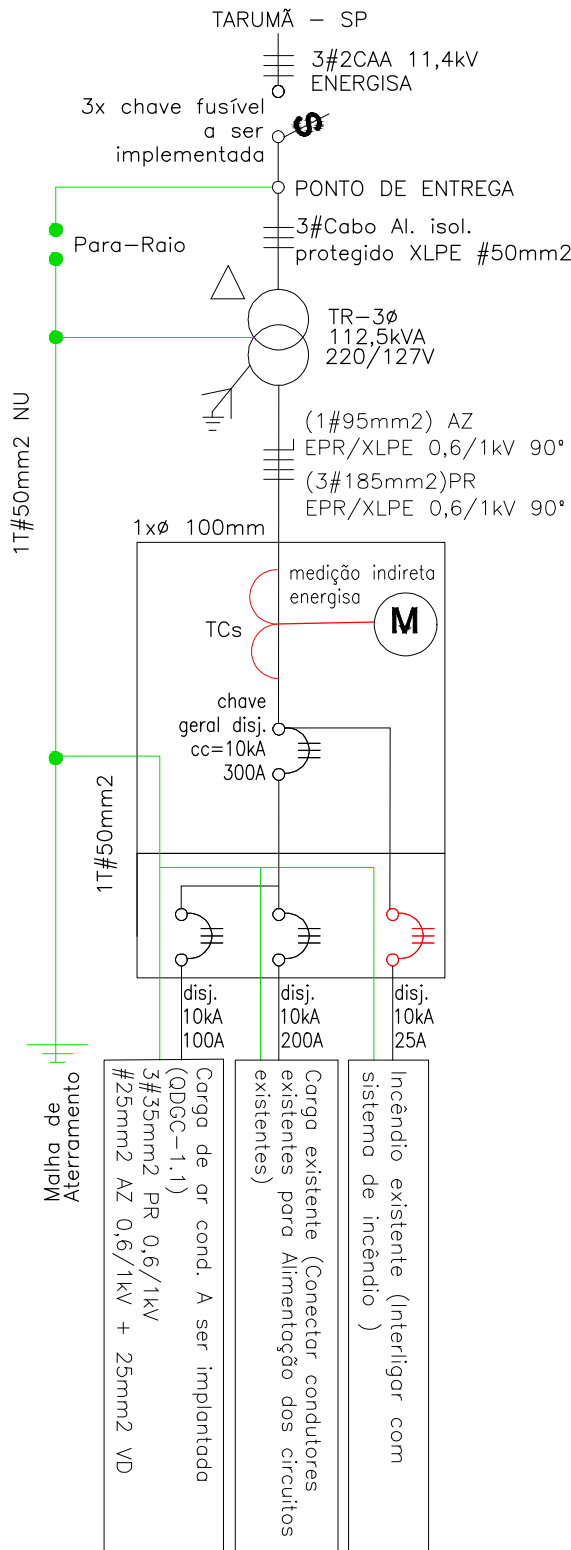 TARUMÃ - SP
3#2CAA 11,4kV
ENERGISA
3x chave fusível
a ser
implementada
S
PONTO DE ENTREGA
3#Cabo Al. isol.
protegido XLPE #50mm2
Para-Raio
TR-3ø
112,5kVA
220/127V
1T#50mm2 NU
(1#95mm2) AZ
EPR/XLPE 0,6/1kV 90°
(3#185mm2)PR
EPR/XLPE 0,6/1kV 90°
1xø 100mm
medição indireta
energisa
TCs
M
chave
geral disj.
cc=10kA
300A
1T#50mm2
disj.
10kA
100A
disj.
10kA
200A
disj.
10kA
25A
Malha de
Aterramento
Carga de ar cond. A ser implantada
(QDGC-1.1)
3#35mm2 PR 0,6/1kV
#25mm2 AZ 0,6/1kV + 25mm2 VD
Carga existente (Conectar condutores
existentes para Alimentação dos circuitos
existentes)
Incêndio existente (Interligar com
sistema de incêndio )